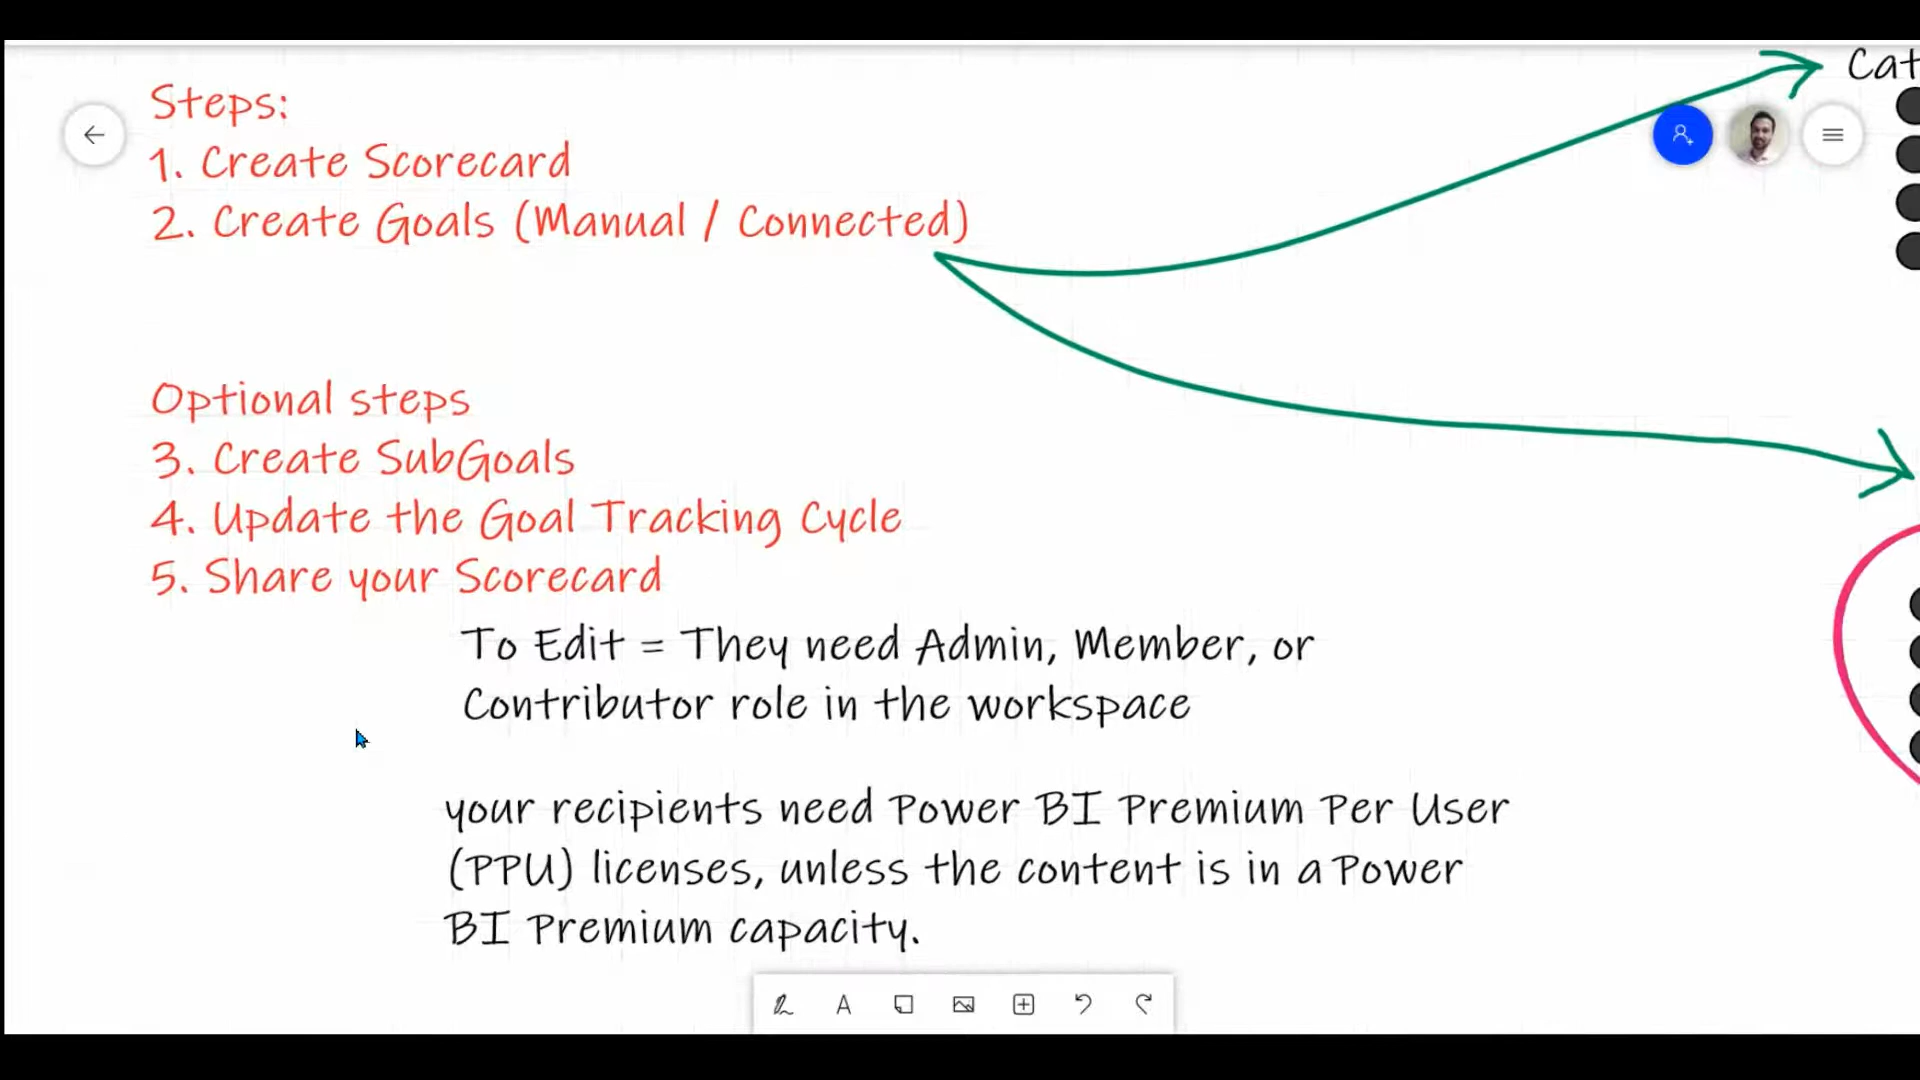 Steps:
1. Create Scorecard
2. Create Goals (Manual / Connected)
Optional steps
3. Create SubGoals
4. Update the Goal Tracking Cycle
5. Share your Scorecard
To Edit = They need Admin, Member, or
Contributor role in the workspace
your recipients need Power BI Premium Per User
(PPU) licenses, unless the content is in a Power
BI Premium capacity.
Cat